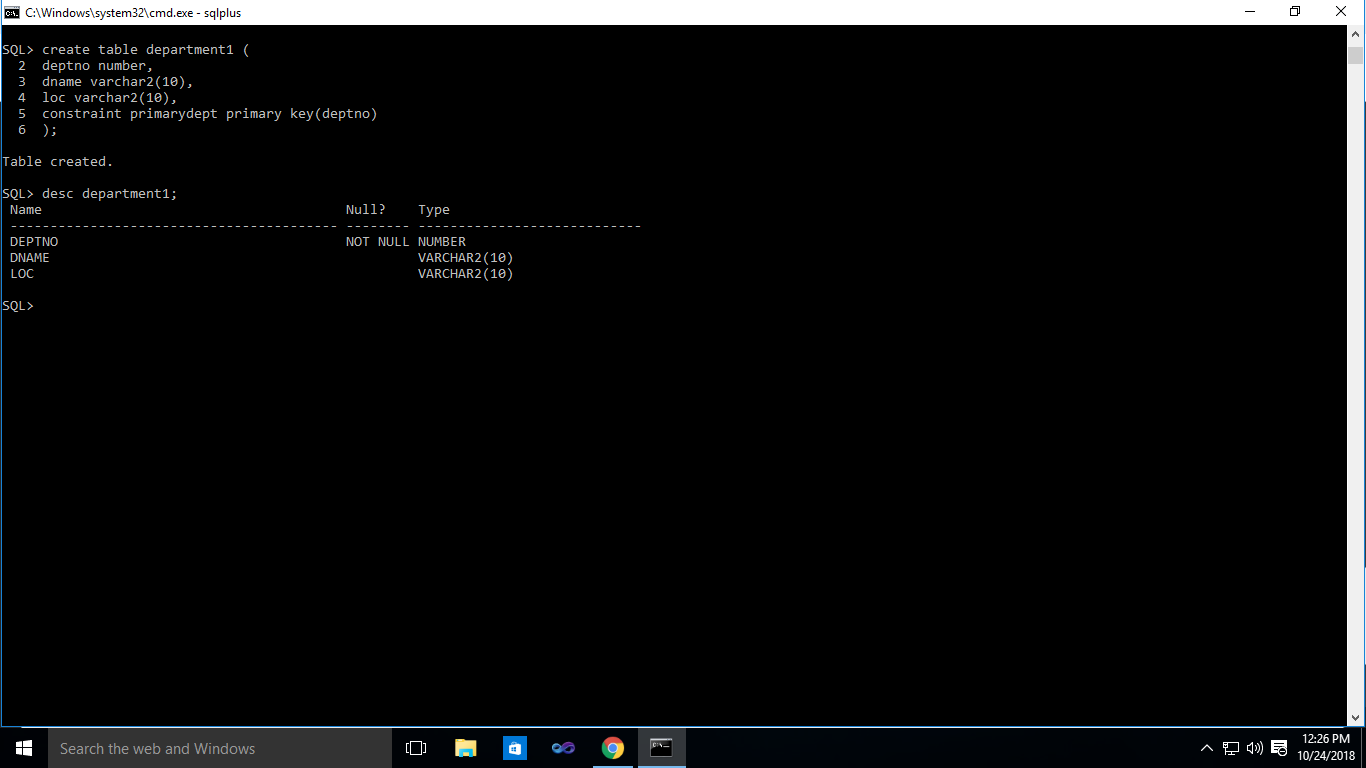 C:\Windows\system32\cmd.exe - sqlplus
SQL> create table department1 (
  2  deptno number,
  3  dname varchar2(10),
  4  loc varchar2(10),
  5  constraint primarydept primary key(deptno)
  6  );
Table created.
SQL> desc department1;
 Name                                      Null?    Type
 ----------------------------------------- -------- ----------------------------
 DEPTNO                                    NOT NULL NUMBER
 DNAME                                              VARCHAR2(10)
 LOC                                                VARCHAR2(10)
SQL>
Search the web and Windows
12:26 PM
10/24/2018